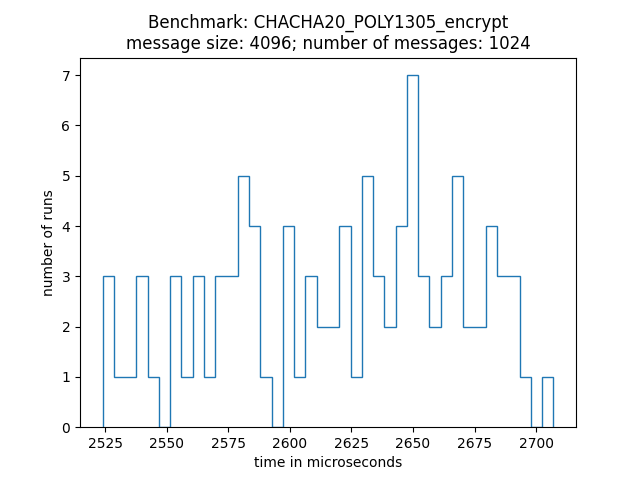 Benchmark: CHACHA20_POLY1305_encrypt
message size: 4096; number of messages: 1024
7
6
5
4
3
2
1
0
number of runs
2525 2550 2575 2600 2625 2650 2675 2700
time in microseconds